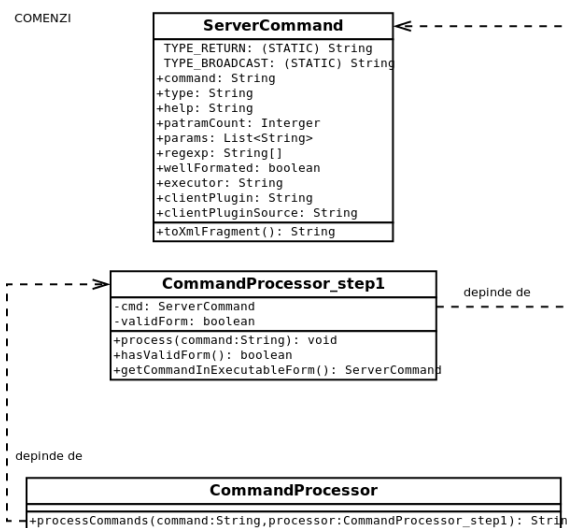 COMENZI
ServerCommand
TYPE_RETURN: (STATIC) String
TYPE_BROADCAST: (STATIC) String
+command: String
+type: String
+help: String
+patramCount: Interger
+params: List<String>
+regexp: String[]
+wellFormated: boolean
+executor: String
+clientPlugin: String
+clientPluginSource: String
+toXmlFragment(): String
CommandProcessor_step1
-cmd: ServerCommand
-validForm: boolean
+process(command:String): void
+hasValidForm(): boolean
+getCommandInExecutableForm(): ServerCommand
depinde de
depinde de
CommandProcessor
+processCommands(command:String,processor:CommandProcessor_step1): Strin